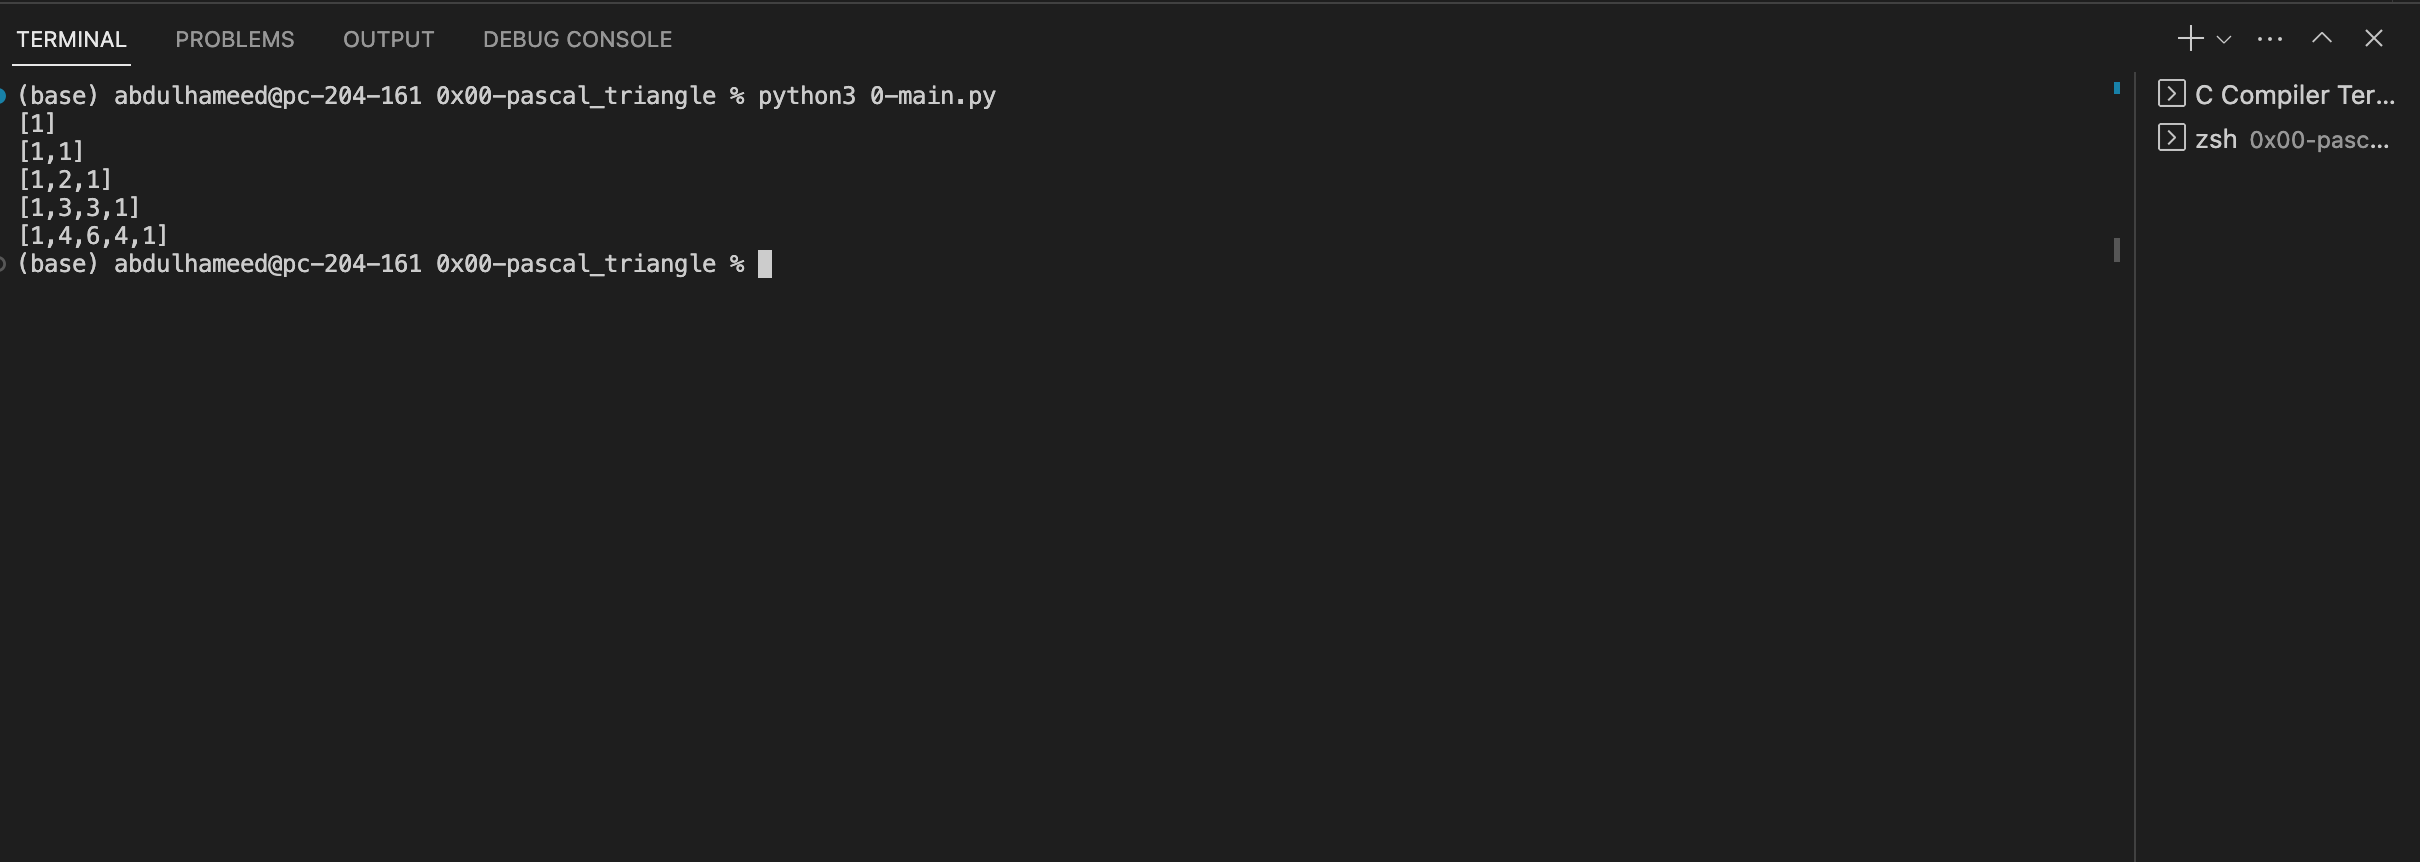 TERMINAL PROBLEMS OUTPUT DEBUG CONSOLE
(base) abdulhameed@pc-204-161 0x00-pascal_triangle % python3 0-main.py
[1]
[1,1]
[1,2,1]
[1,3,3,1]
[1,4,6,4,1]
(base) abdulhameed@pc-204-161 0x00-pascal_triangle %
C Compiler Ter...
zsh 0x00-pasc...